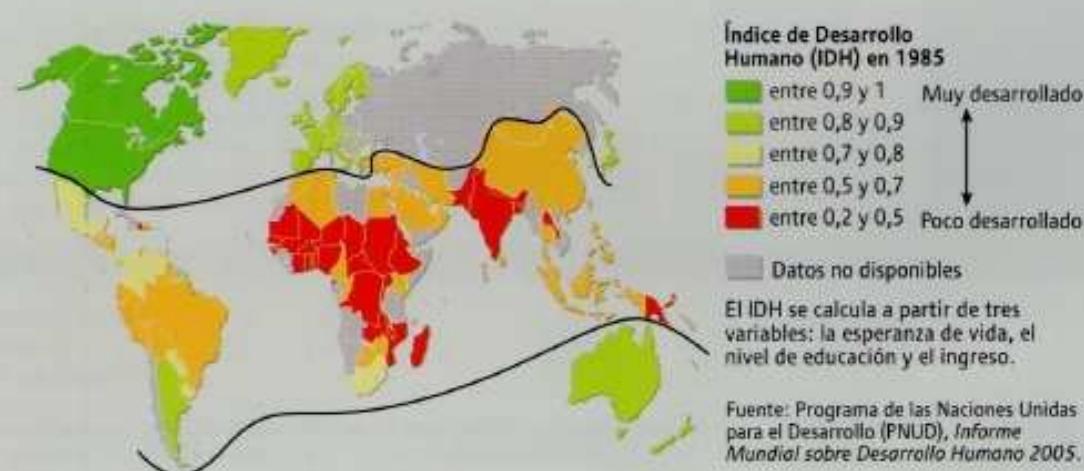 Índice de Desarrollo
Humano (IDH) en 1985
entre 0,9 y 1 Muy desarrollado
entre 0,8 y 0,9
entre 0,7 y 0,8
entre 0,5 y 0,7
entre 0,2 y 0,5 Poco desarrollado
Datos no disponibles
El IDH se calcula a partir de tres
variables: la esperanza de vida, el
nivel de educación y el ingreso.
Fuente: Programa de las Naciones Unidas
para el Desarrollo (PNUD), Informe
Mundial sobre Desarrollo Humano 2005.